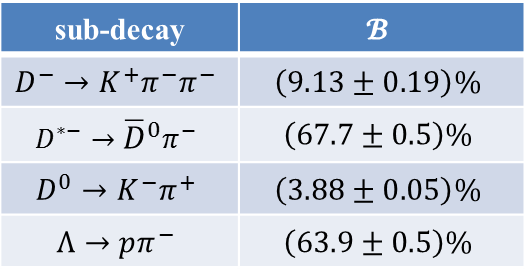 sub-decay ℬ
D⁻ → K⁺π⁻π⁻ (9.13 ± 0.19)%
D*⁻ → D̅⁰π⁻ (67.7 ± 0.5)%
D⁰ → K⁻π⁺ (3.88 ± 0.05)%
Λ → pπ⁻ (63.9 ± 0.5)%